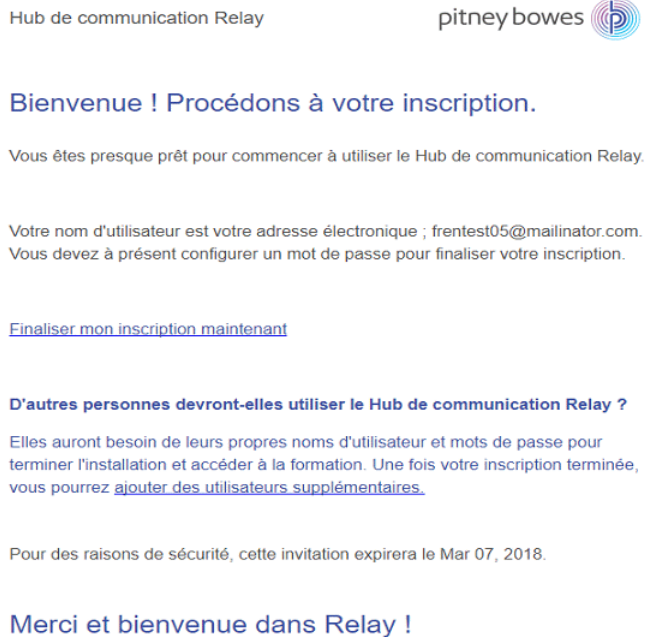 Hub de communication Relay
pitney bowes
Bienvenue ! Procédons à votre inscription.
Vous êtes presque prêt pour commencer à utiliser le Hub de communication Relay.
Votre nom d'utilisateur est votre adresse électronique ; frentest05@mailinator.com.
Vous devez à présent configurer un mot de passe pour finaliser votre inscription.
Finaliser mon inscription maintenant
D'autres personnes devront-elles utiliser le Hub de communication Relay ?
Elles auront besoin de leurs propres noms d'utilisateur et mots de passe pour
terminer l'installation et accéder à la formation. Une fois votre inscription terminée,
vous pourrez ajouter des utilisateurs supplémentaires.
Pour des raisons de sécurité, cette invitation expirera le Mar 07, 2018.
Merci et bienvenue dans Relay !